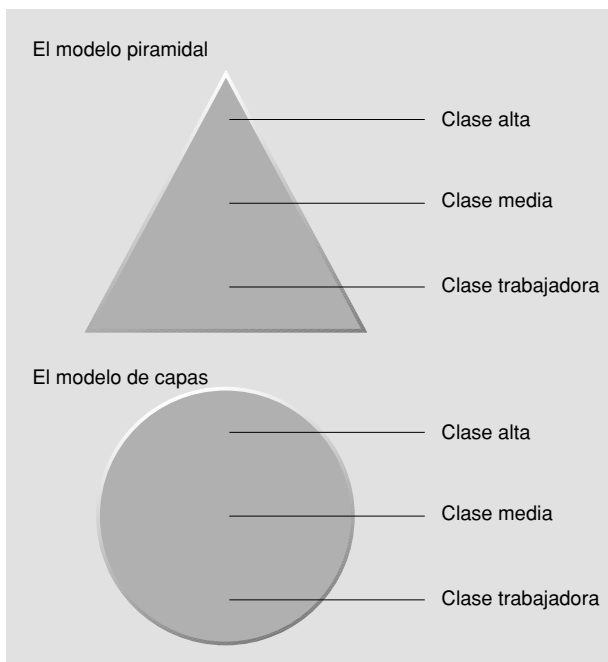 El modelo piramidal
Clase alta
Clase media
Clase trabajadora
El modelo de capas
Clase alta
Clase media
Clase trabajadora